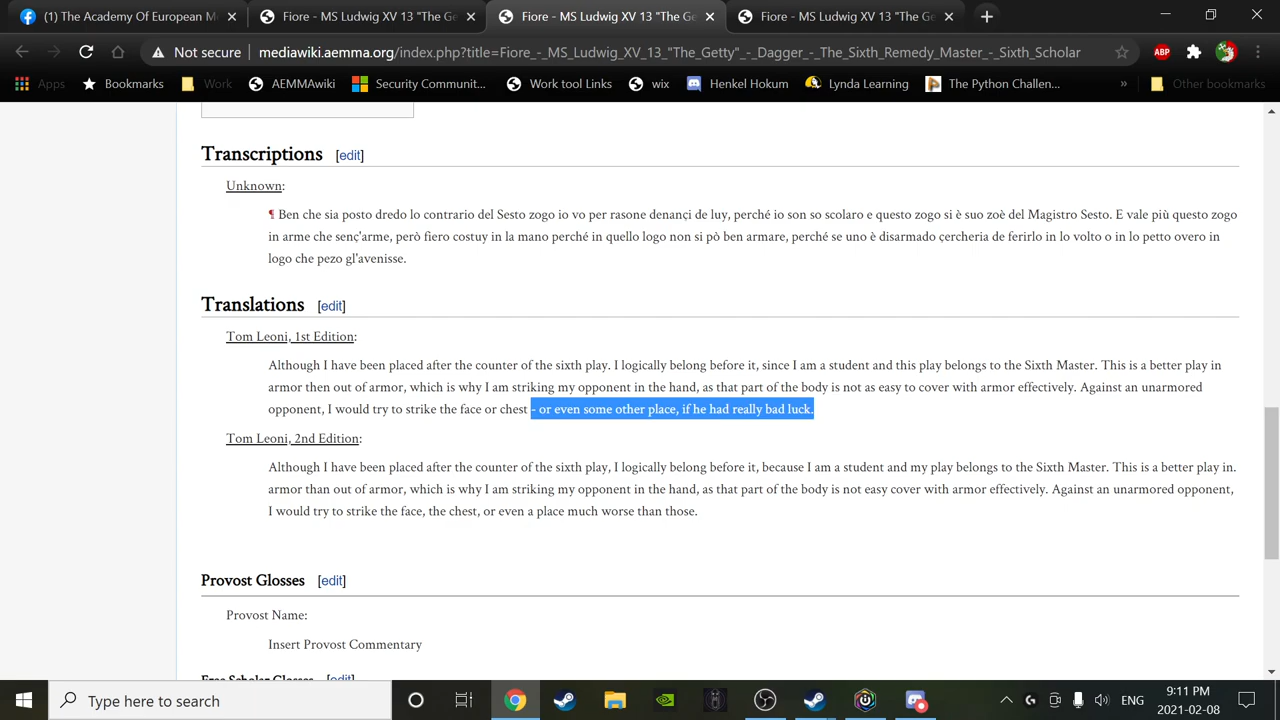 (1) The Academy Of European M
Fiore - MS Ludwig XV 13 "The Ge
Fiore - MS Ludwig XV 13 "The Ge
Fiore - MS Ludwig XV 13 "The Ge
Not secure | mediawiki.aemma.org/index.php?title=Fiore_-_MS_Ludwig_XV_13_"The_Getty"_-_Dagger_-_The_Sixth_Remedy_Master_-_Sixth_Scholar
ABP
Apps Bookmarks Work AEMMAwiki Security Communit... Work tool Links wix Henkel Hokum Lynda Learning The Python Challen... » Other bookmarks
Transcriptions [edit]
Unknown:
¶ Ben che sia posto dredo lo contrario del Sesto zogo io vo per rasone denançi de luy, perché io son so scolaro e questo zogo si è suo zoè del Magistro Sesto. E vale più questo zogo
in arme che senç'arme, però fiero costuy in la mano perché in quello logo non si pò ben armare, perché se uno è disarmado çercheria de ferirlo in lo volto o in lo petto overo in
logo che pezo gl'avenisse.
Translations [edit]
Tom Leoni, 1st Edition:
Although I have been placed after the counter of the sixth play. I logically belong before it, since I am a student and this play belongs to the Sixth Master. This is a better play in
armor then out of armor, which is why I am striking my opponent in the hand, as that part of the body is not as easy to cover with armor effectively. Against an unarmored
opponent, I would try to strike the face or chest - or even some other place, if he had really bad luck.
Tom Leoni, 2nd Edition:
Although I have been placed after the counter of the sixth play, I logically belong before it, because I am a student and my play belongs to the Sixth Master. This is a better play in.
armor than out of armor, which is why I am striking my opponent in the hand, as that part of the body is not easy cover with armor effectively. Against an unarmored opponent,
I would try to strike the face, the chest, or even a place much worse than those.
Provost Glosses [edit]
Provost Name:
Insert Provost Commentary
Free Scholar Glosses [edit]
Type here to search
ENG
9:11 PM
2021-02-08